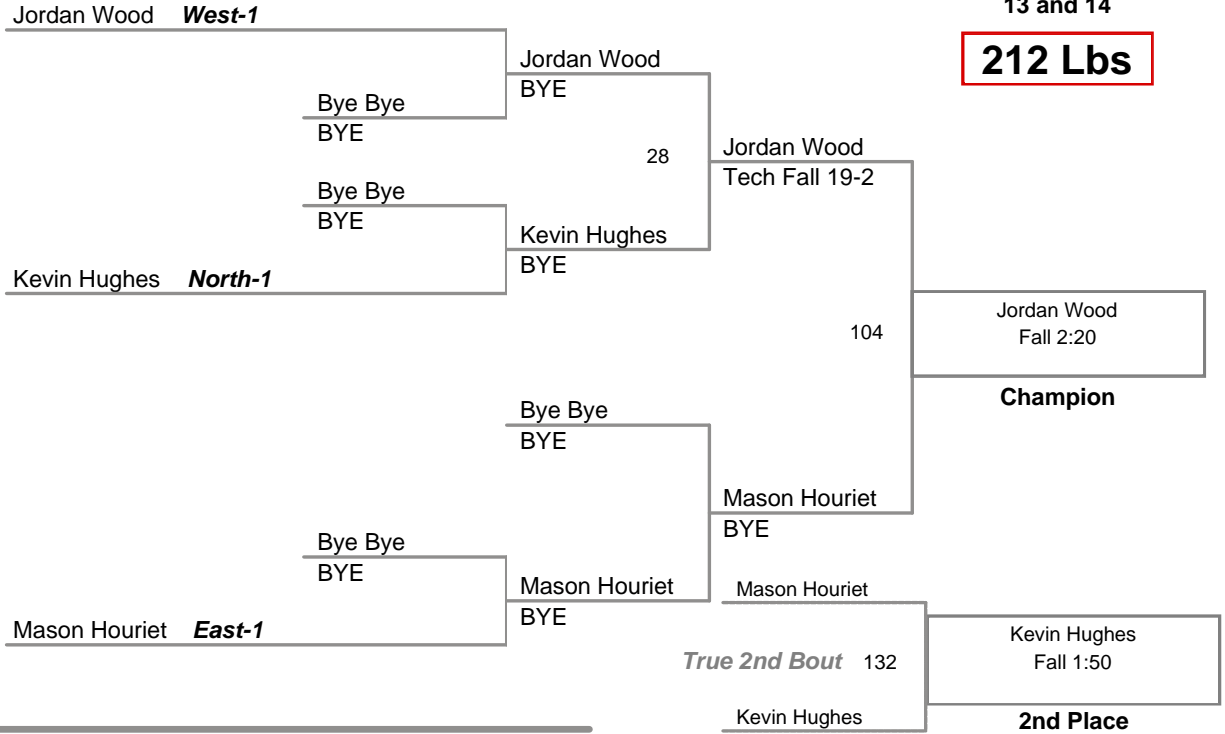 13 and 14
212 Lbs
Jordan Wood West-1
Jordan Wood
BYE
Bye Bye
BYE
28
Jordan Wood
Tech Fall 19-2
Bye Bye
BYE
Kevin Hughes
BYE
Kevin Hughes North-1
104
Jordan Wood
Fall 2:20
Champion
Bye Bye
BYE
Mason Houriet
BYE
Bye Bye
BYE
Mason Houriet
BYE
Mason Houriet East-1
Mason Houriet
True 2nd Bout 132
Kevin Hughes
Kevin Hughes
Fall 1:50
2nd Place